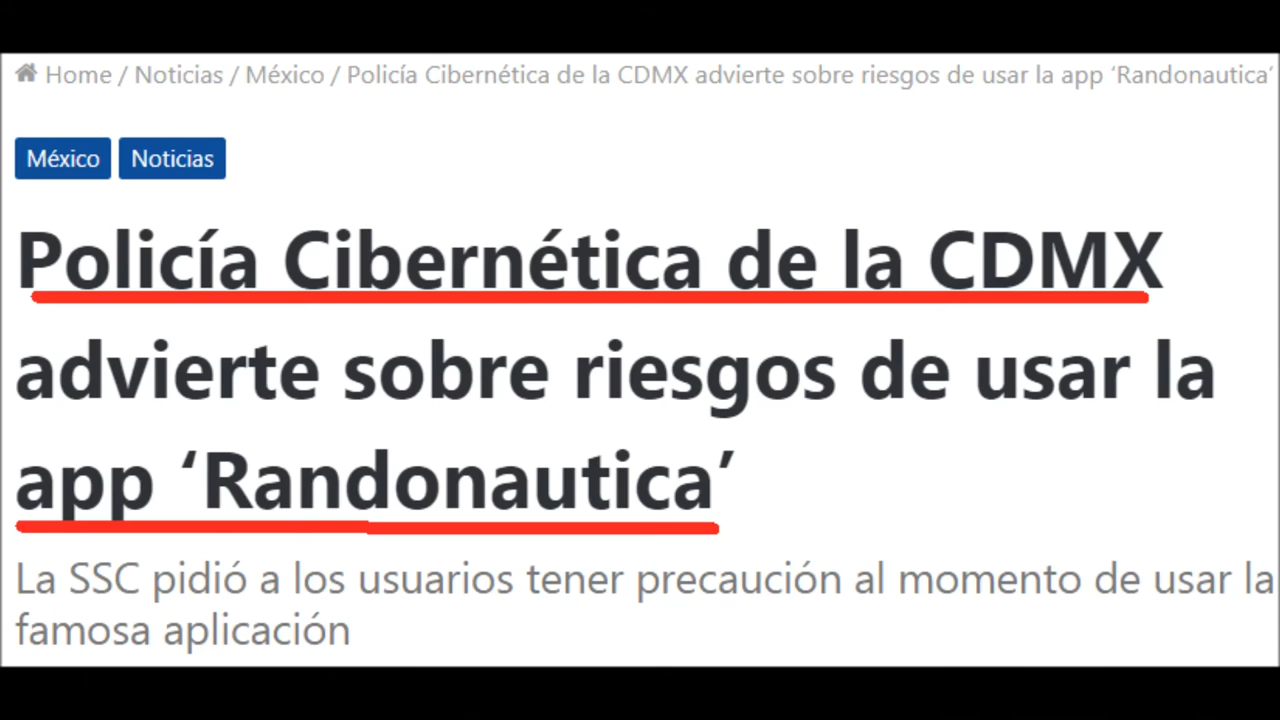 Home / Noticias / México / Policía Cibernética de la CDMX advierte sobre riesgos de usar la app ‘Randonautica’
México Noticias
Policía Cibernética de la CDMX
advierte sobre riesgos de usar la
app ‘Randonautica’
La SSC pidió a los usuarios tener precaución al momento de usar la
famosa aplicación